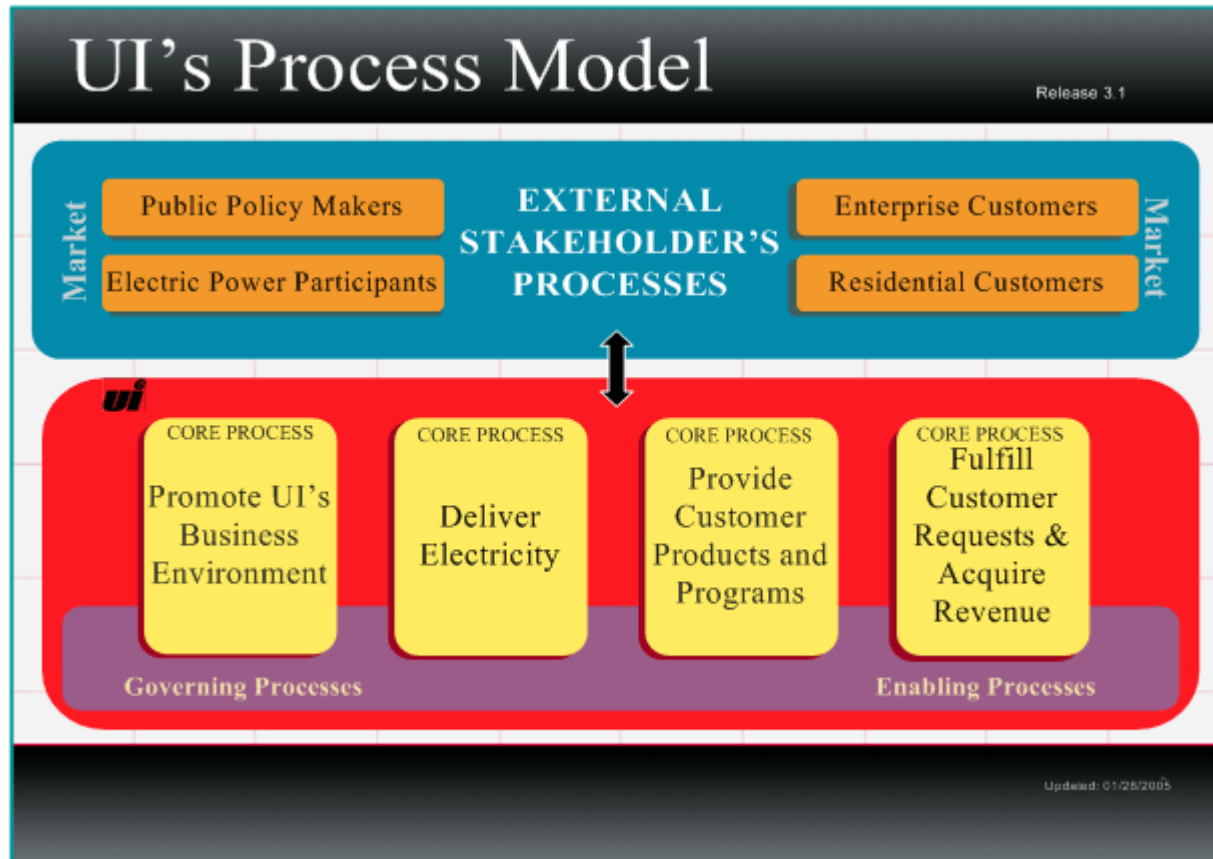 UI's Process Model
Release 3.1
Market
Public Policy Makers
Electric Power Participants
EXTERNAL
STAKEHOLDER'S
PROCESSES
Enterprise Customers
Residential Customers
Market
ui
CORE PROCESS
Promote UI's
Business
Environment
CORE PROCESS
Deliver
Electricity
CORE PROCESS
Provide
Customer
Products and
Programs
CORE PROCESS
Fulfill
Customer
Requests &
Acquire
Revenue
Governing Processes
Enabling Processes
Updated: 01/28/2005